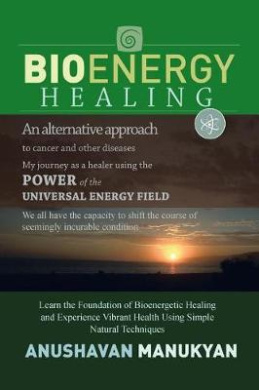 BIOENERGY
HEALING
An alternative approach
to cancer and other diseases
My journey as a healer using the
POWER of the
UNIVERSAL ENERGY FIELD
We all have the capacity to shift the course of
seemingly incurable condition
Learn the Foundation of Bioenergetic Healing
and Experience Vibrant Health Using Simple
Natural Techniques
ANUSHAVAN MANUKYAN